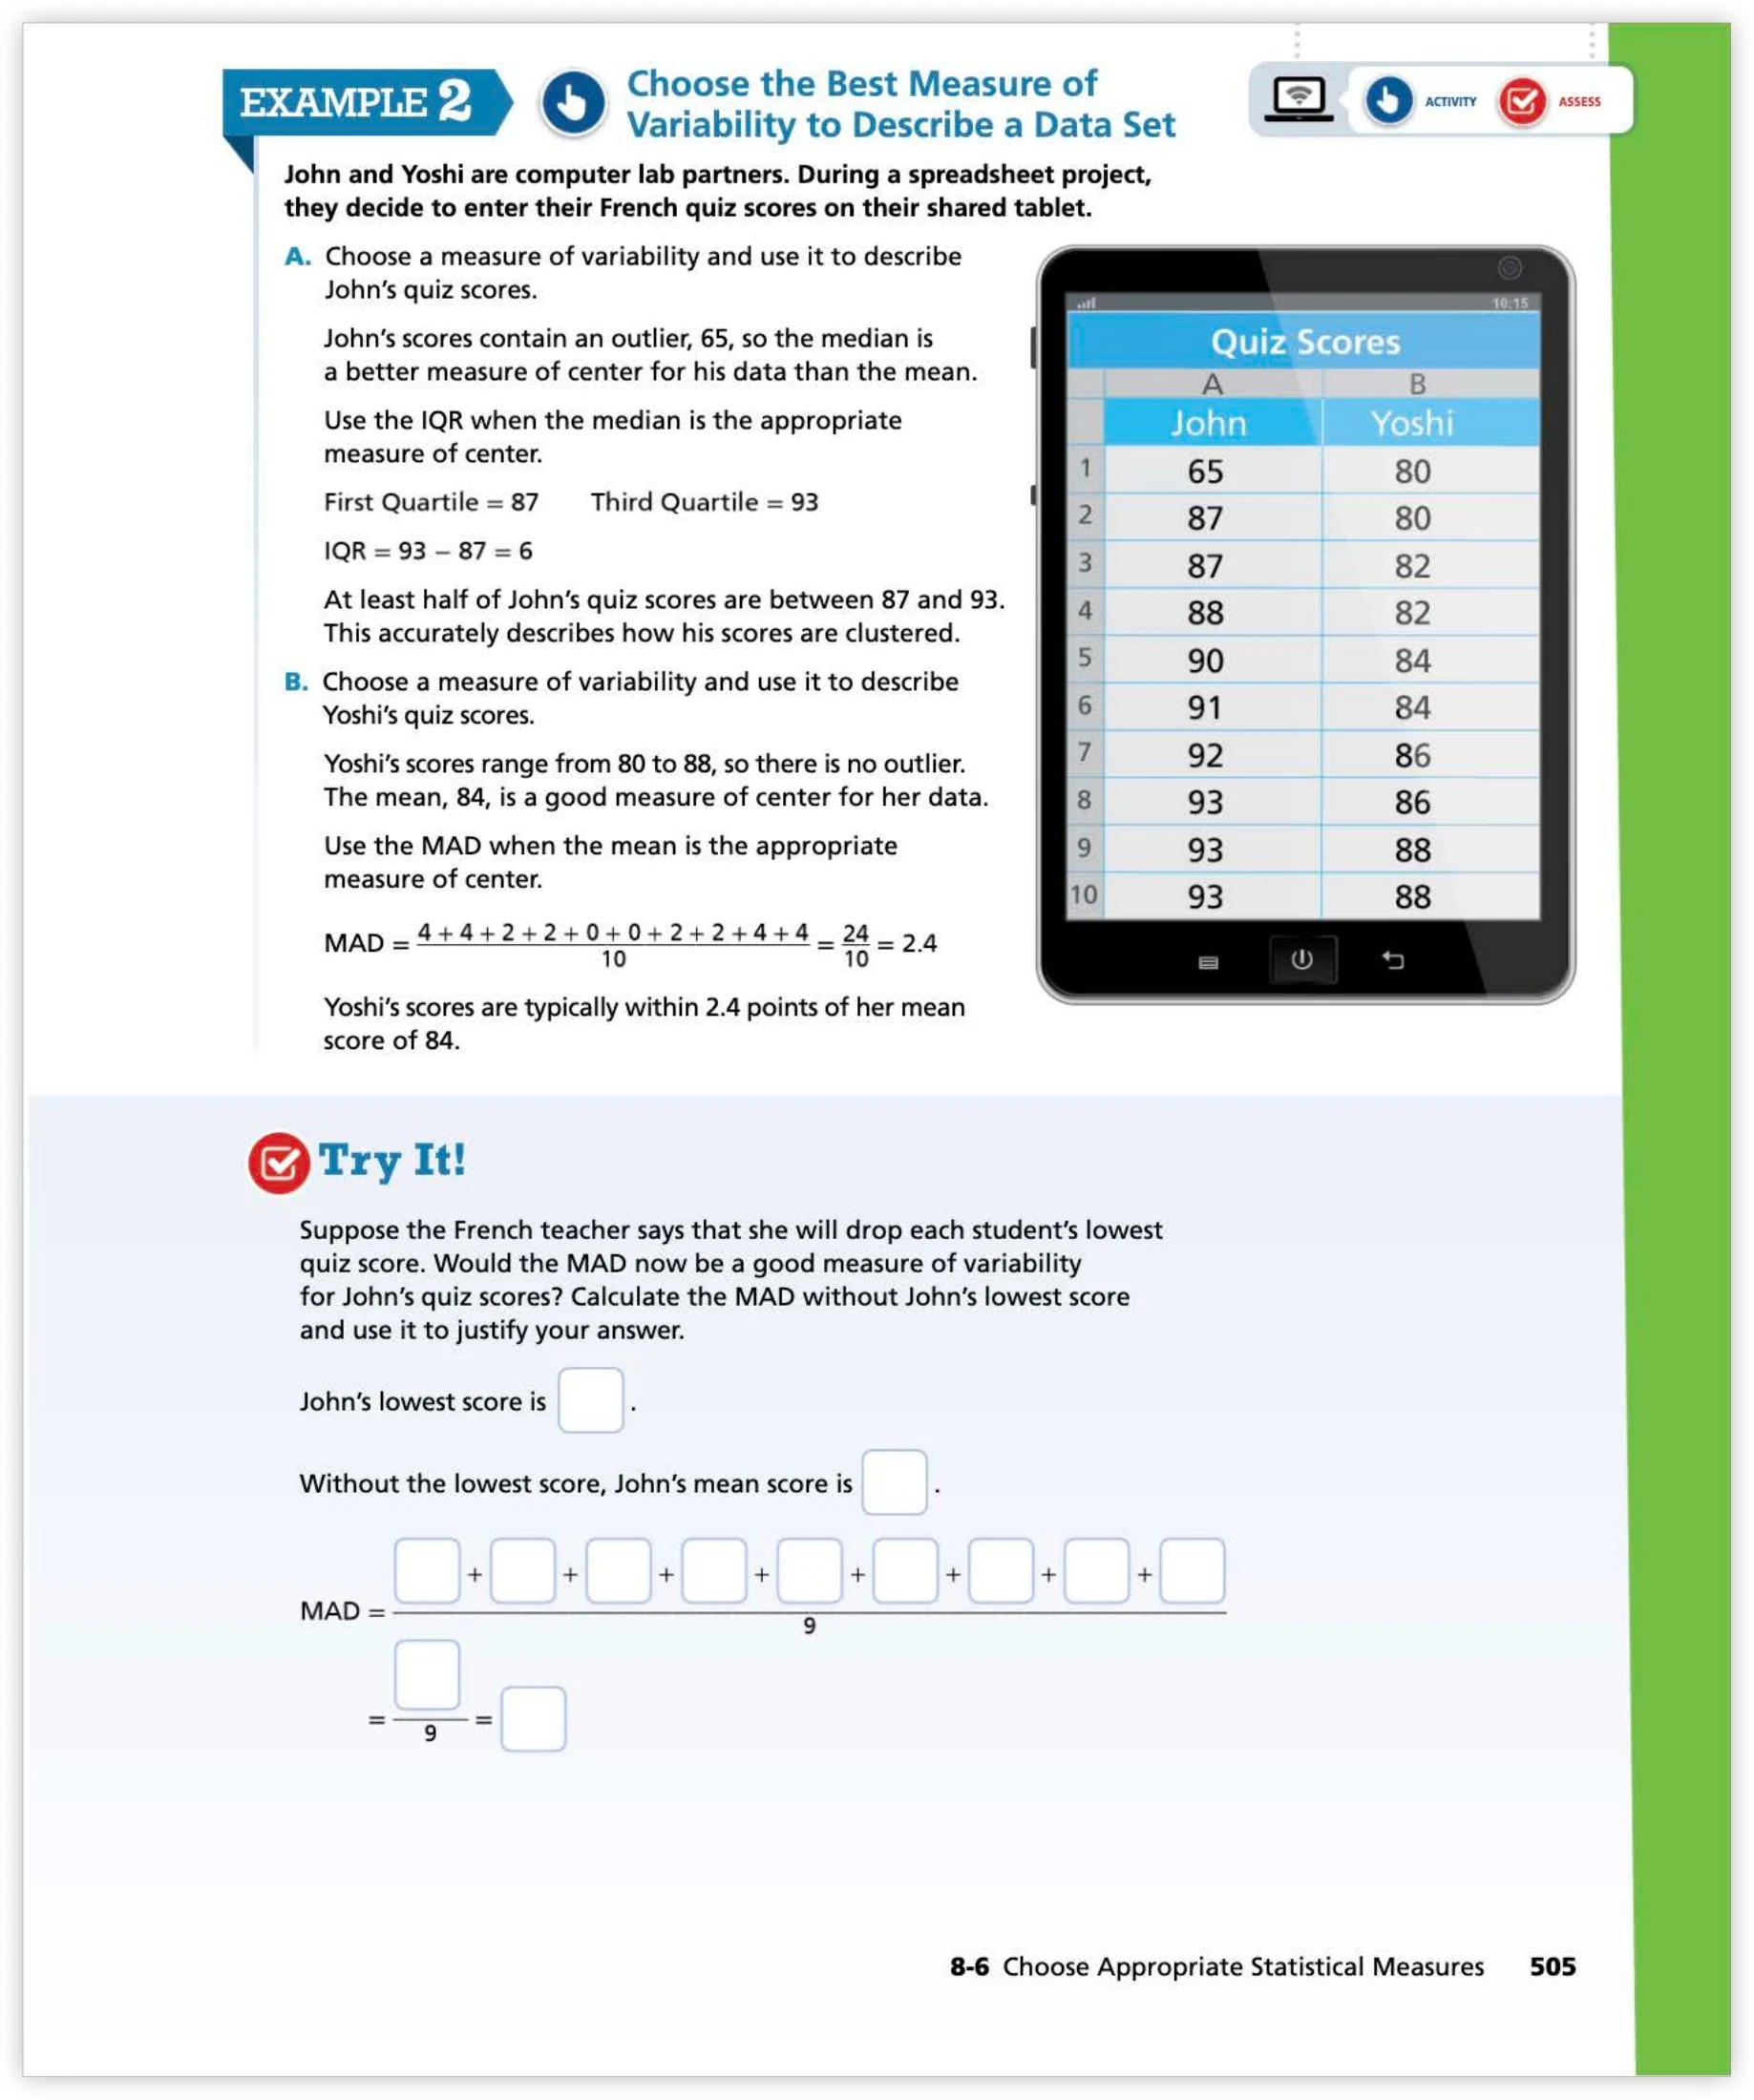 EXAMPLE 2
Choose the Best Measure of
Variability to Describe a Data Set
ACTIVITY
ASSESS
John and Yoshi are computer lab partners. During a spreadsheet project,
they decide to enter their French quiz scores on their shared tablet.
A. Choose a measure of variability and use it to describe
John's quiz scores.
John's scores contain an outlier, 65, so the median is
a better measure of center for his data than the mean.
Use the IQR when the median is the appropriate
measure of center.
First Quartile = 87 Third Quartile = 93
IQR = 93 – 87 = 6
At least half of John's quiz scores are between 87 and 93.
This accurately describes how his scores are clustered.
B. Choose a measure of variability and use it to describe
Yoshi's quiz scores.
Yoshi's scores range from 80 to 88, so there is no outlier.
The mean, 84, is a good measure of center for her data.
Use the MAD when the mean is the appropriate
measure of center.
MAD = 4 + 4 + 2 + 2 + 0 + 0 + 2 + 2 + 4 + 4 / 10 = 24 / 10 = 2.4
Yoshi's scores are typically within 2.4 points of her mean
score of 84.
10:15
Quiz Scores
A B
John Yoshi
1 65 80
2 87 80
3 87 82
4 88 82
5 90 84
6 91 84
7 92 86
8 93 86
9 93 88
10 93 88
Try It!
Suppose the French teacher says that she will drop each student's lowest
quiz score. Would the MAD now be a good measure of variability
for John's quiz scores? Calculate the MAD without John's lowest score
and use it to justify your answer.
John's lowest score is .
Without the lowest score, John's mean score is .
+ + + + + + + +
MAD =
9
= 9 =
8-6 Choose Appropriate Statistical Measures 505